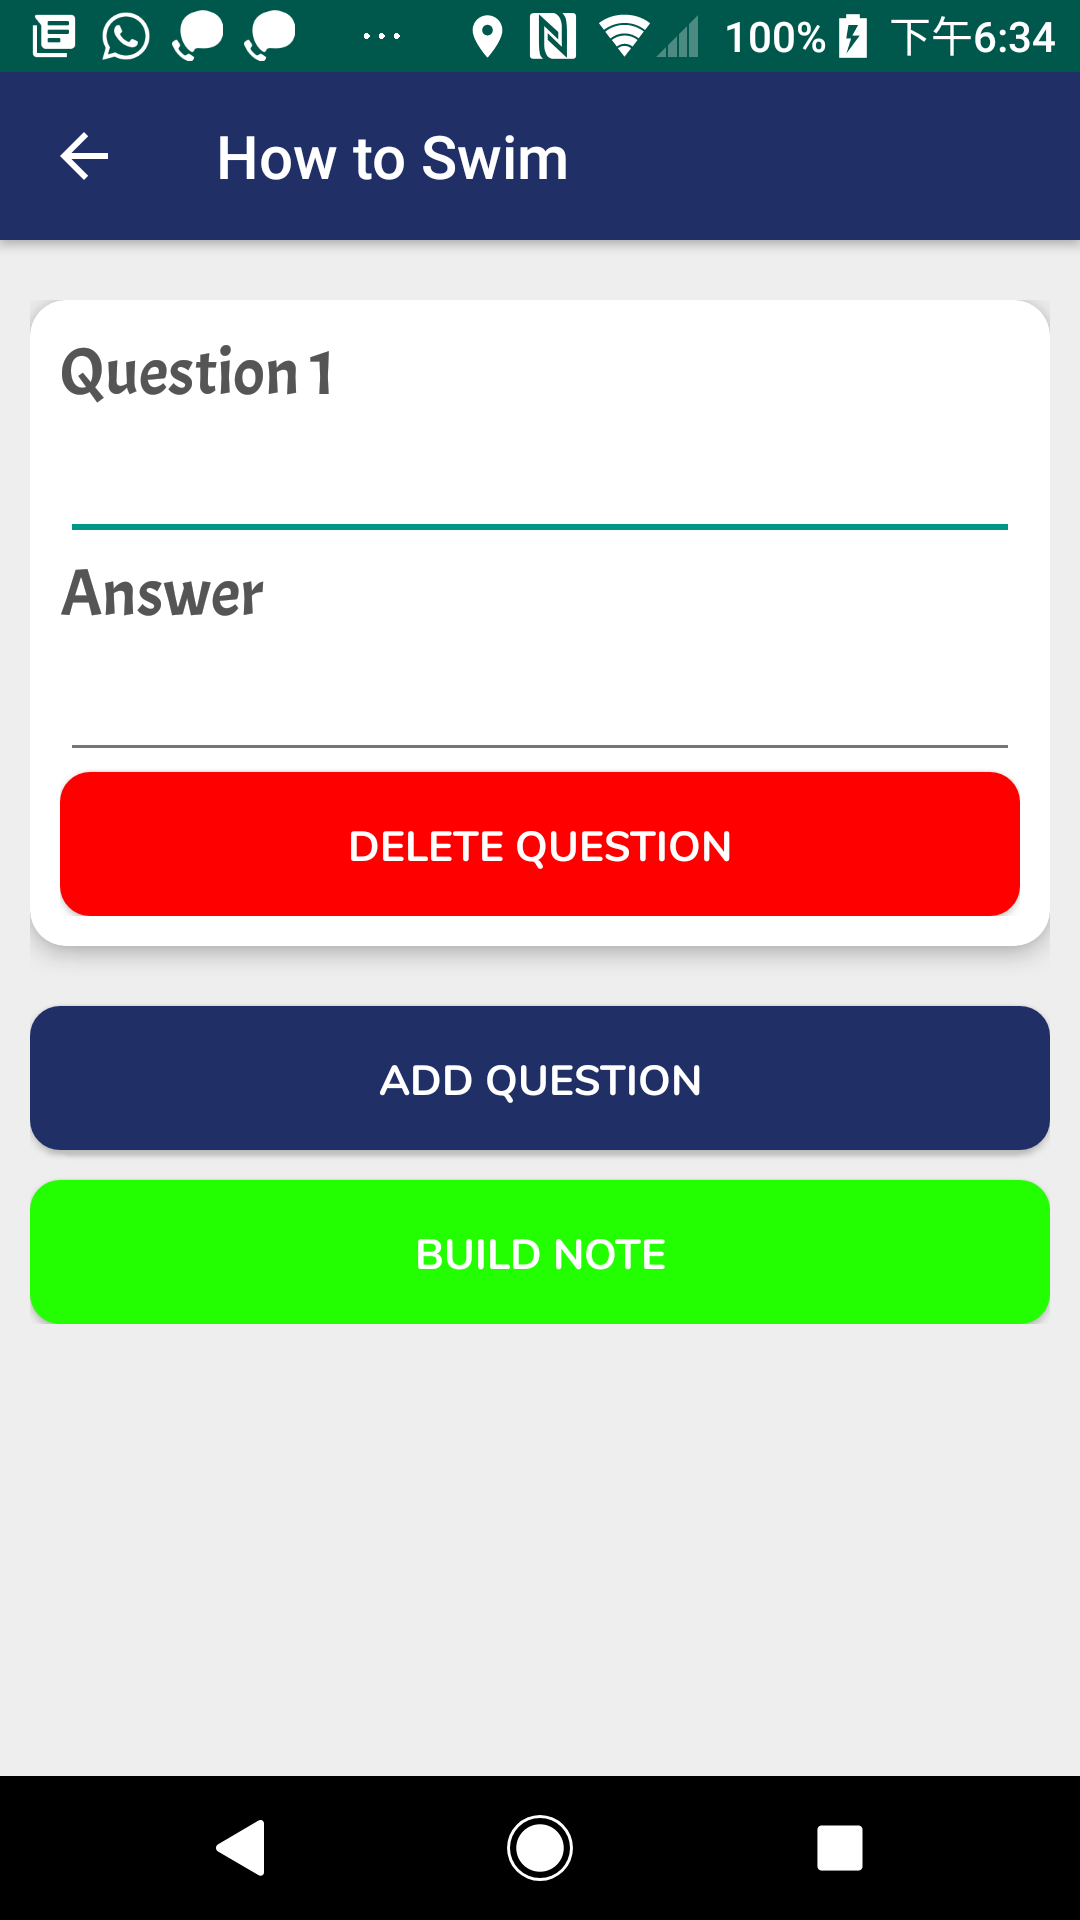 100% 下午6:34
How to Swim
Question 1
Answer
DELETE QUESTION
ADD QUESTION
BUILD NOTE